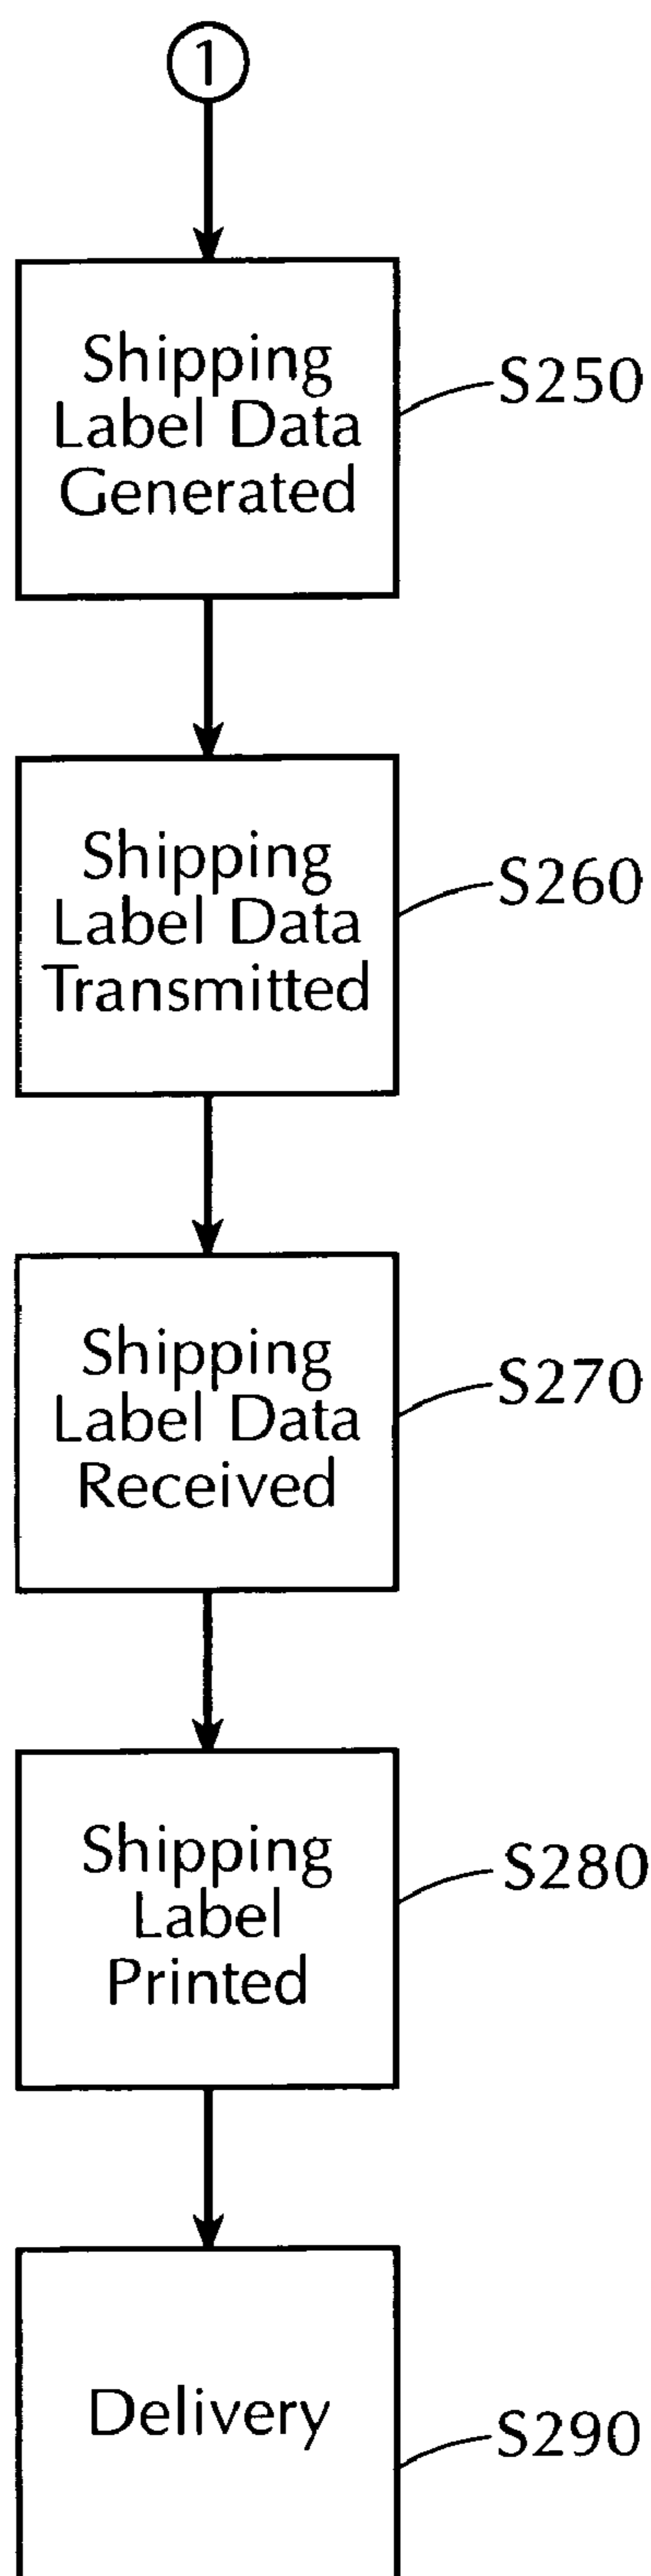 1
Shipping
Label Data
Generated
S250
Shipping
Label Data
Transmitted
S260
Shipping
Label Data
Received
S270
Shipping
Label
Printed
S280
Delivery
S290